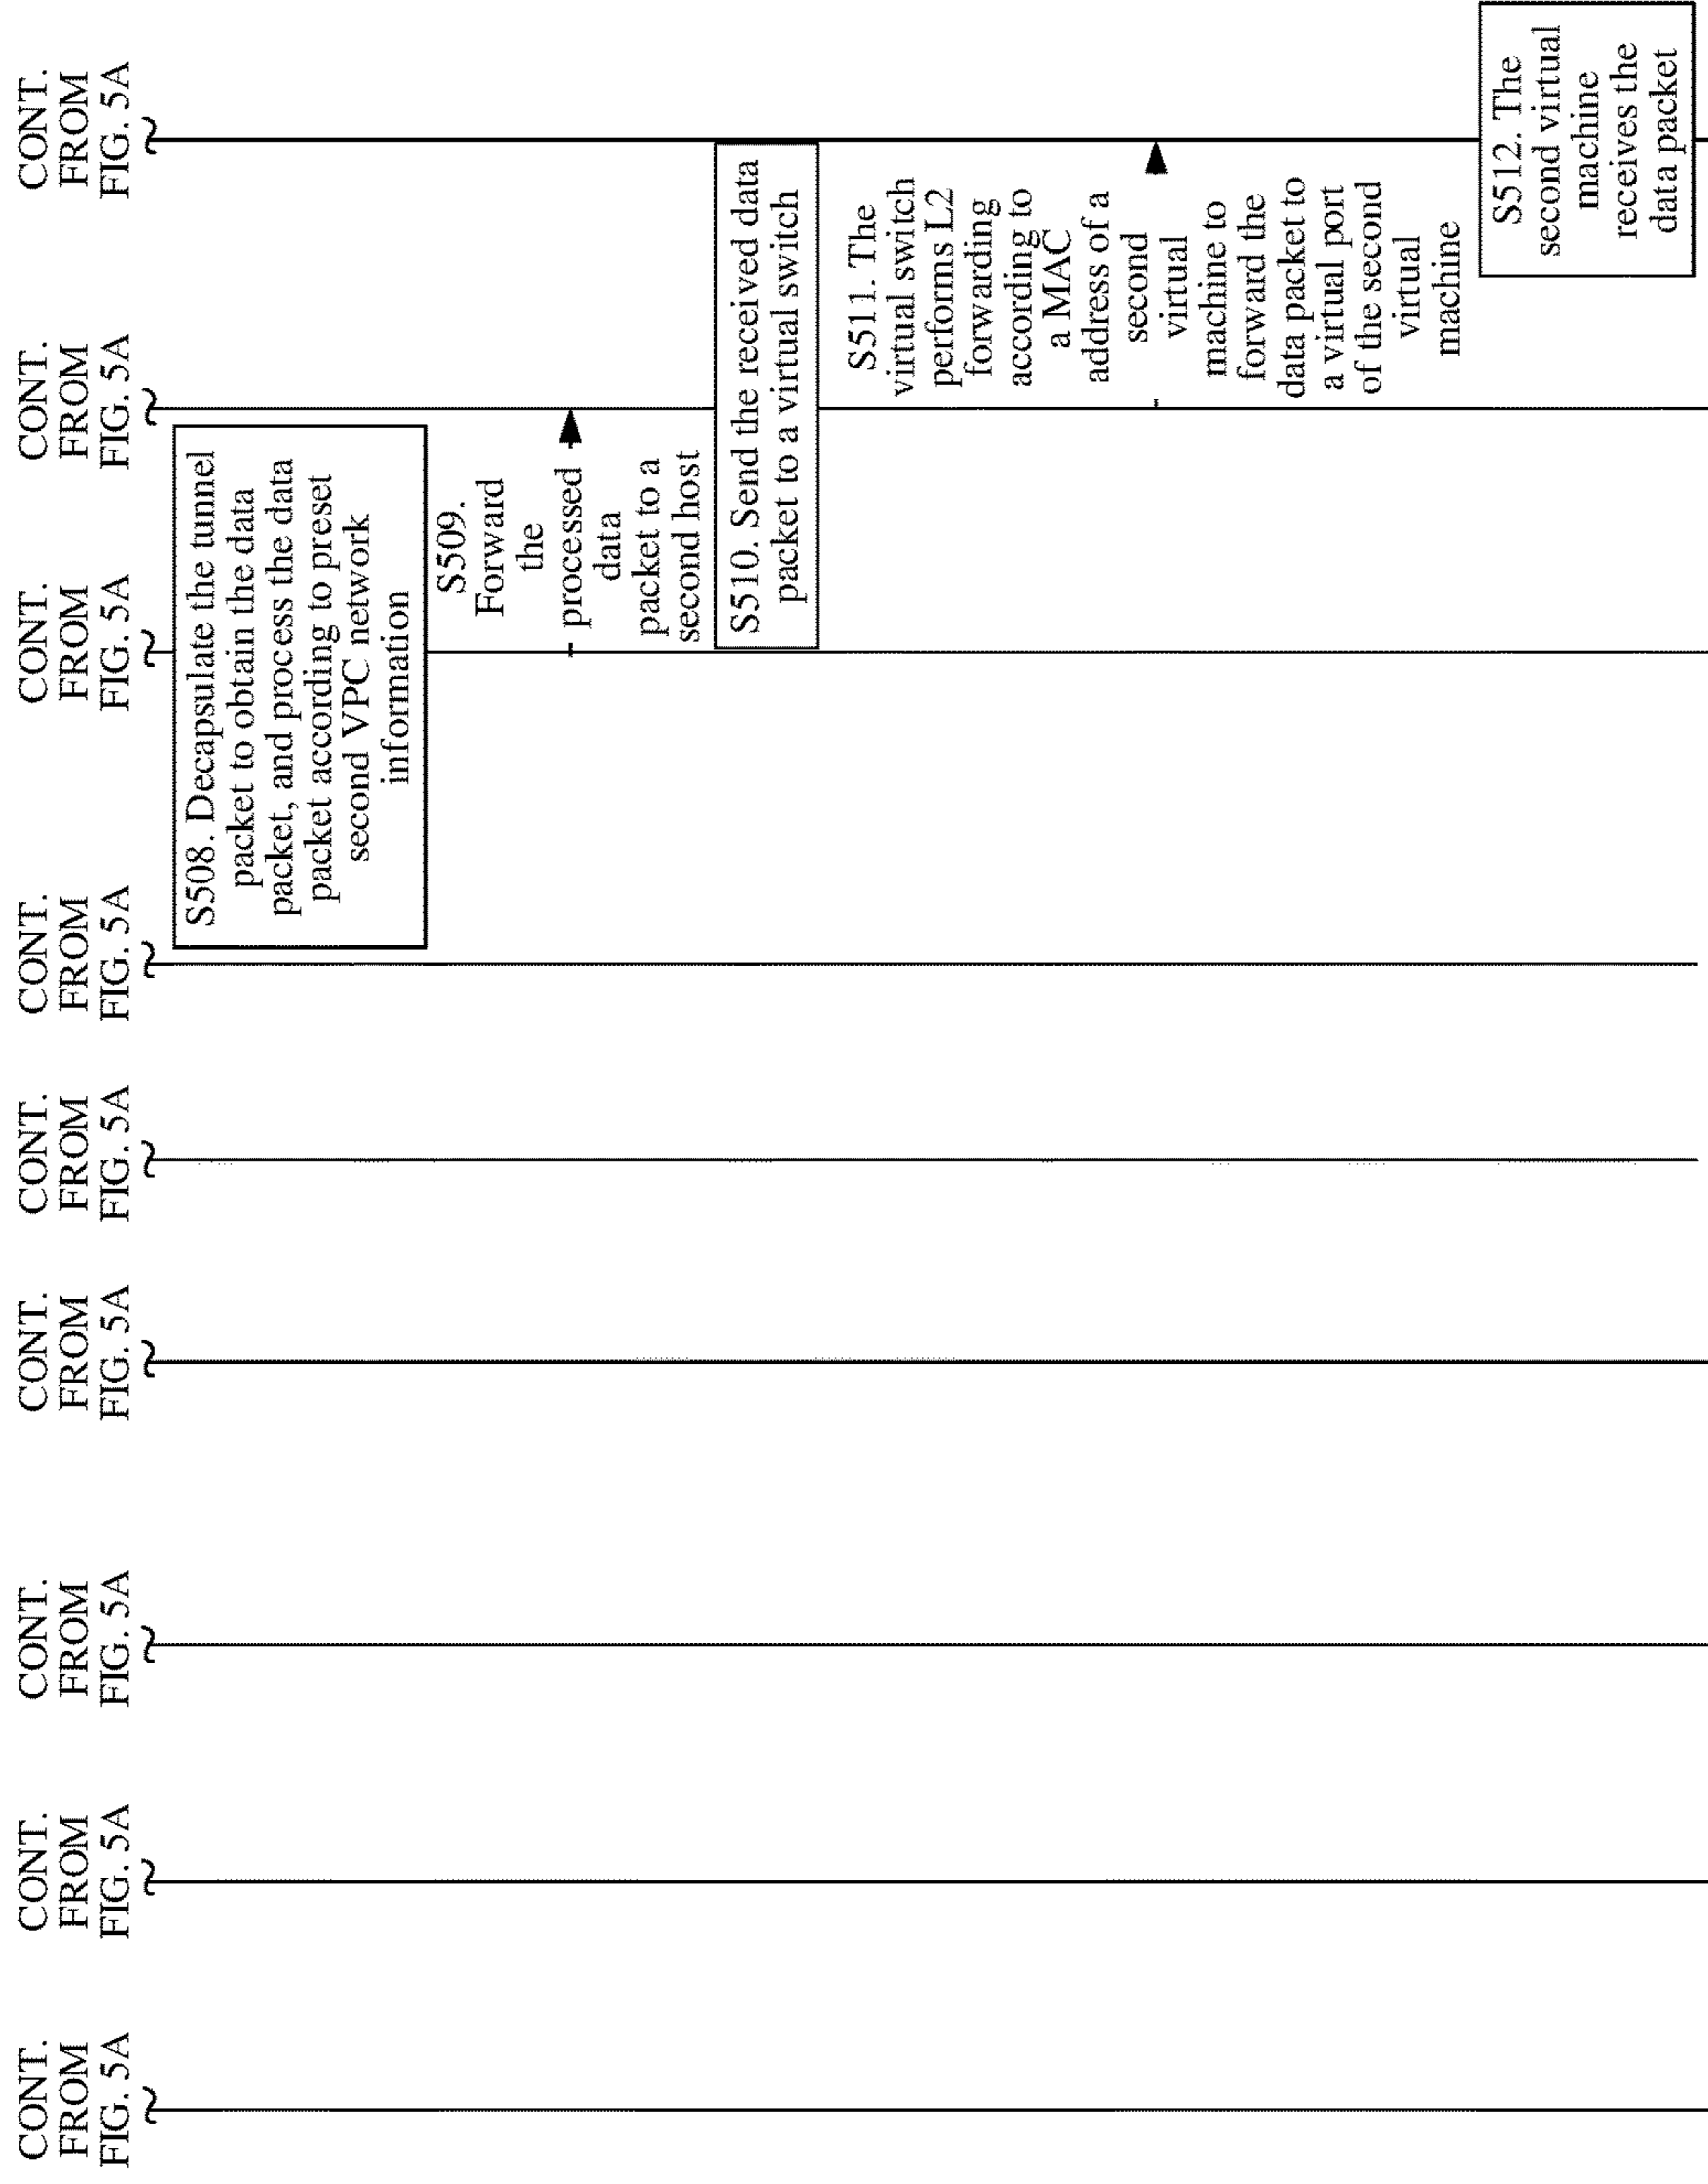 CONT.
FROM
FIG. 5A
CONT.
FROM
FIG. 5A
CONT.
FROM
FIG. 5A
CONT.
FROM
FIG. 5A
CONT.
FROM
FIG. 5A
CONT.
FROM
FIG. 5A
CONT.
FROM
FIG. 5A
CONT.
FROM
FIG. 5A
CONT.
FROM
FIG. 5A
S508. Decapsulate the tunnel
packet to obtain the data
packet, and process the data
packet according to preset
second VPC network
information
S509.
Forward
the
processed
data
packet to a
second host
S510. Send the received data
packet to a virtual switch
S511. The
virtual switch
performs L2
forwarding
according to
a MAC
address of a
second
virtual
machine to
forward the
data packet to
a virtual port
of the second
virtual
machine
S512. The
second virtual
machine
receives the
data packet